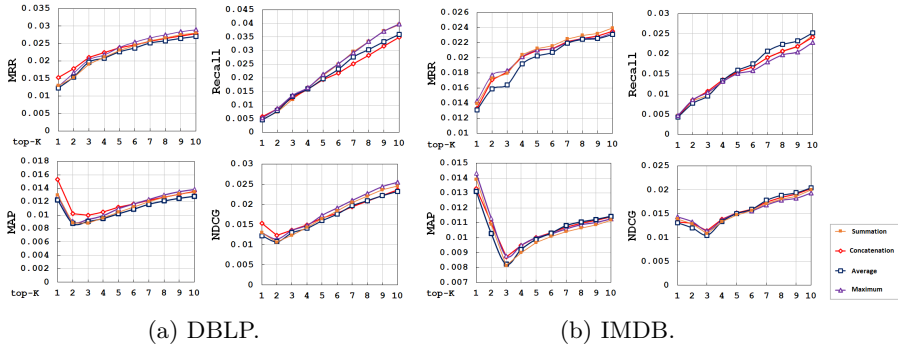 MRR
0.039
0.034
0.03
0.025
0.02
0.015
0.01
0.005
0
top-K
1 2 3 4 5 6 7 8 9 10
Recall
0.045
0.04
0.035
0.03
0.025
0.02
0.015
0.01
0.005
0
1 2 3 4 5 6 7 8 9 10
MRR
0.026
0.024
0.022
0.02
0.018
0.016
0.014
0.012
0.01
top-K
1 2 3 4 5 6 7 8 9 10
Recall
0.03
0.025
0.02
0.015
0.01
0.005
0
1 2 3 4 5 6 7 8 9 10
MAP
0.018
0.016
0.014
0.012
0.01
0.008
0.006
0.004
0.002
0
top-K
1 2 3 4 5 6 7 8 9 10
NDCG
0.03
0.025
0.02
0.015
0.01
0.005
0
1 2 3 4 5 6 7 8 9 10
MAP
0.015
0.014
0.013
0.012
0.011
0.01
0.009
0.008
0.007
top-K
1 2 3 4 5 6 7 8 9 10
NDCG
0.025
0.02
0.015
0.01
0.005
0
1 2 3 4 5 6 7 8 9 10
Summation
Concatenation
Average
Maximum
(a) DBLP.
(b) IMDB.